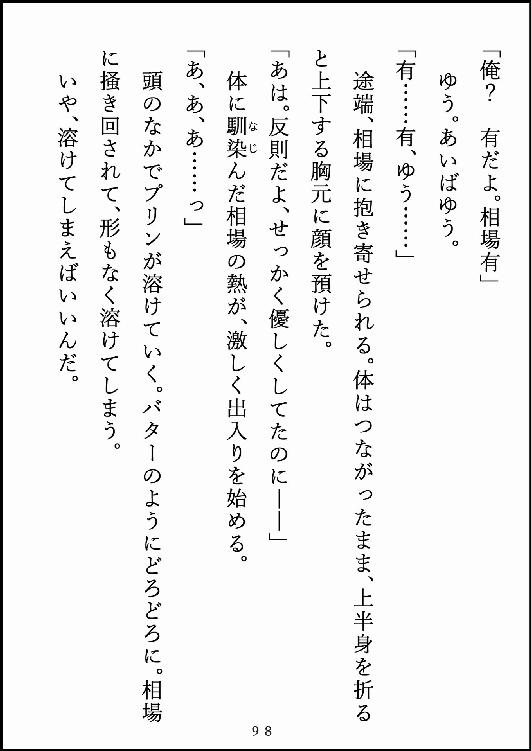 「俺？　有だよ。相場有」
　ゆう。あいばゆう。
「有……有、ゆう……」
　途端、相場に抱き寄せられる。体はつながったまま、上半身を折る
と上下する胸元に顔を預けた。
「あは。反則だよ、せっかく優しくしてたのに――」
　体に馴染んだ相場の熱が、激しく出入りを始める。
なじ
「あ、あ、あ……っ」
　頭のなかでプリンが溶けていく。バターのようにどろどろに。相場
に掻き回されて、形もなく溶けてしまう。
　いや、溶けてしまえばいいんだ。
98